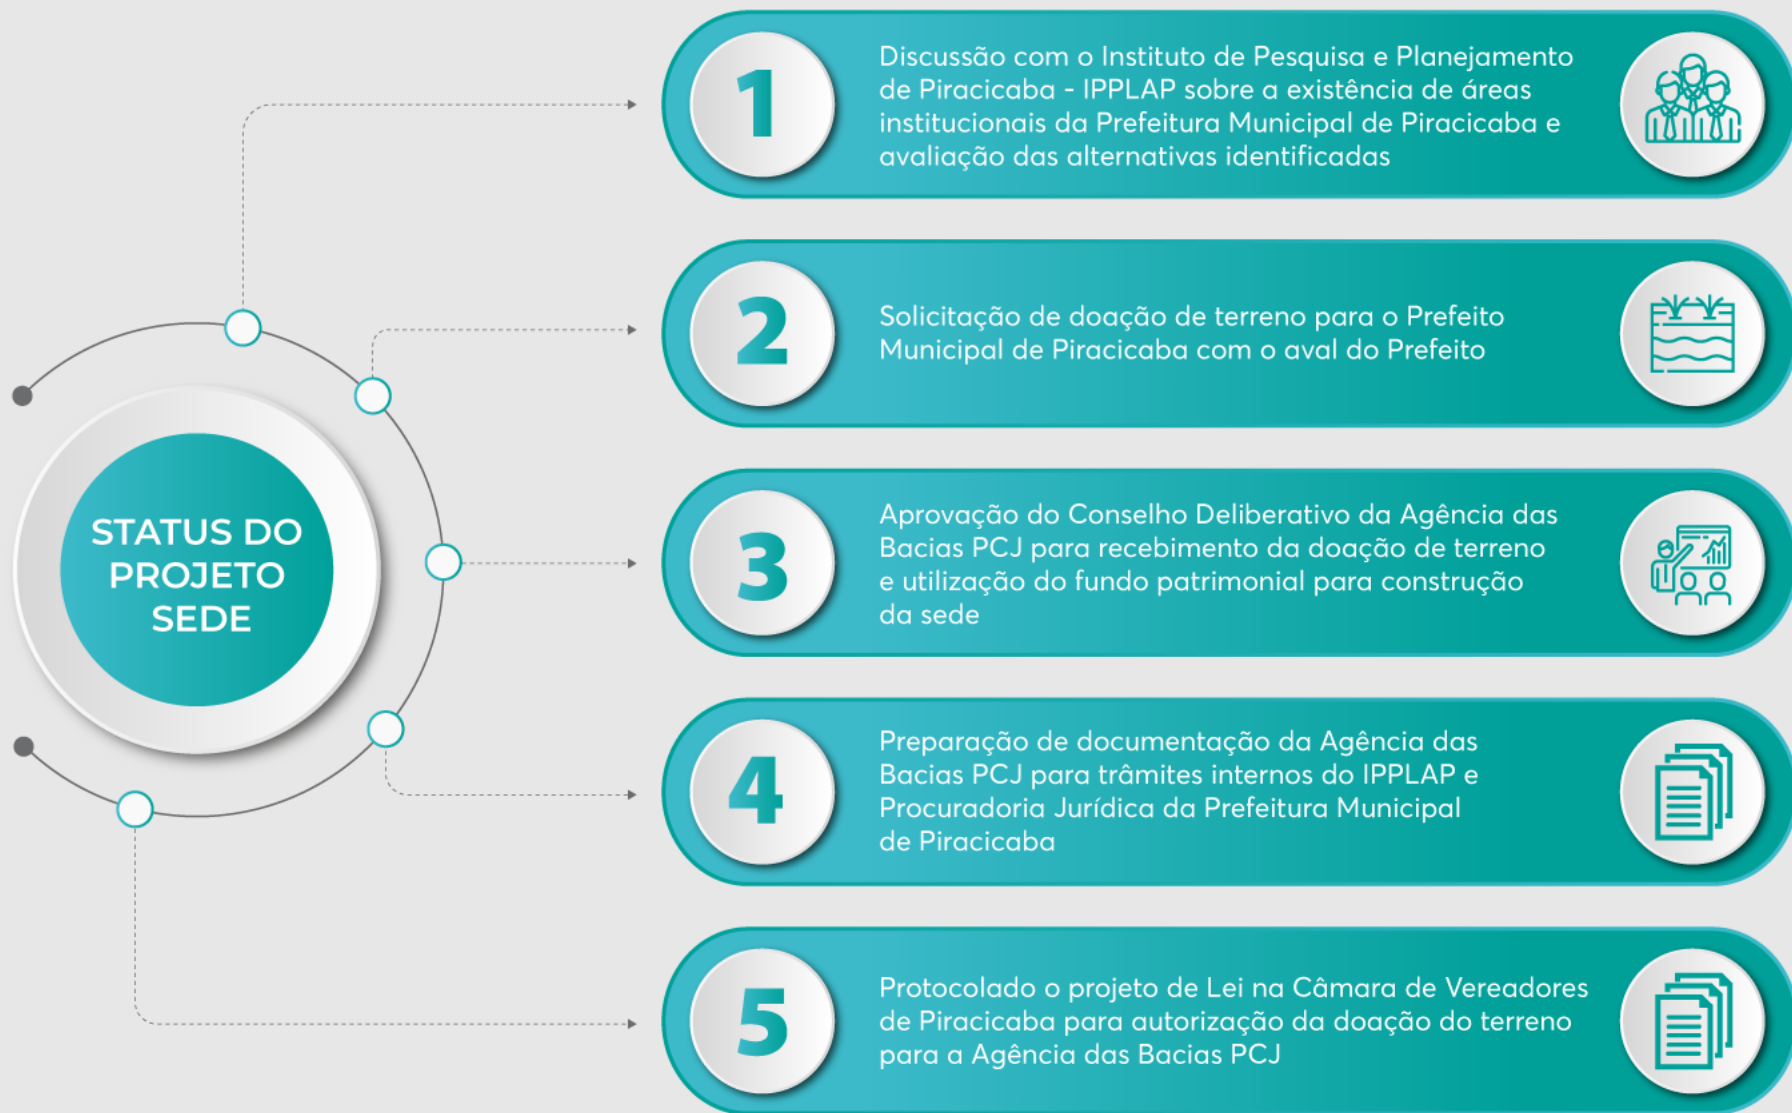 STATUS DO
PROJETO
SEDE
1
Discussão com o Instituto de Pesquisa e Planejamento
de Piracicaba - IPPLAP sobre a existência de áreas
institucionais da Prefeitura Municipal de Piracicaba e
avaliação das alternativas identificadas
2
Solicitação de doação de terreno para o Prefeito
Municipal de Piracicaba com o aval do Prefeito
3
Aprovação do Conselho Deliberativo da Agência das
Bacias PCJ para recebimento da doação de terreno
e utilização do fundo patrimonial para construção
da sede
4
Preparação de documentação da Agência das
Bacias PCJ para trâmites internos do IPPLAP e
Procuradoria Jurídica da Prefeitura Municipal
de Piracicaba
5
Protocolado o projeto de Lei na Câmara de Vereadores
de Piracicaba para autorização da doação do terreno
para a Agência das Bacias PCJ